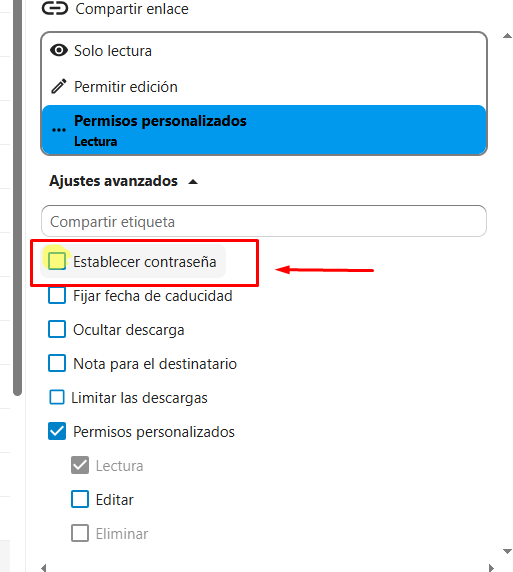 Compartir enlace
Solo lectura
Permitir edición
Permisos personalizados
Lectura
Ajustes avanzados
Compartir etiqueta
Establecer contraseña
Fijar fecha de caducidad
Ocultar descarga
Nota para el destinatario
Limitar las descargas
Permisos personalizados
Lectura
Editar
Eliminar